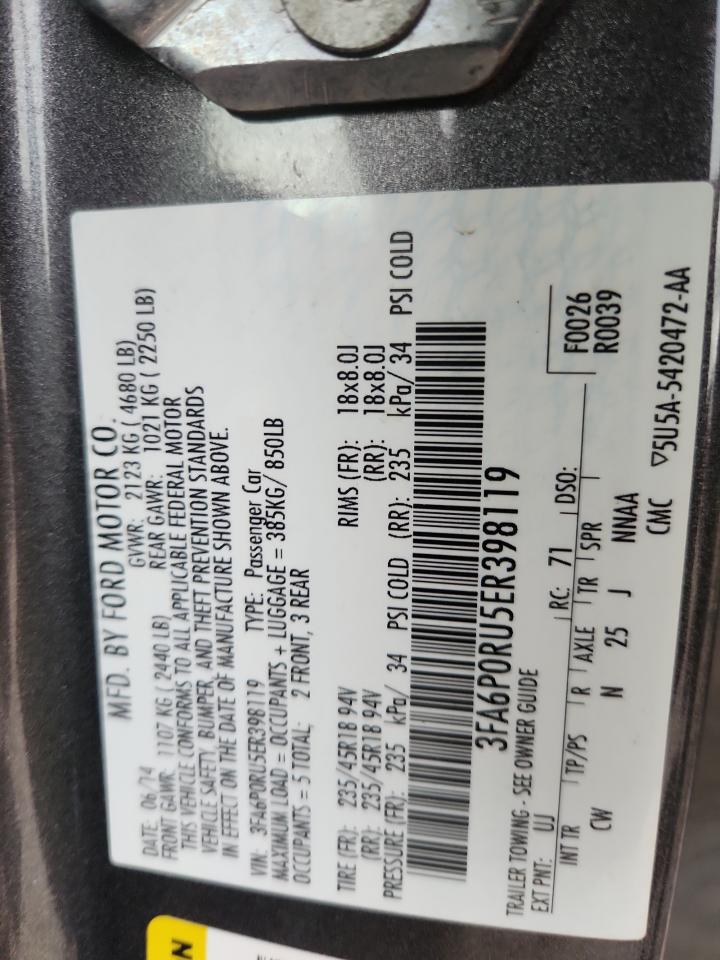 MFD. BY FORD MOTOR CO.
DATE: 06/14 GVWR: 2123 KG ( 4680 LB)
FRONT GAWR: 1107 KG ( 2440 LB) REAR GAWR: 1021 KG ( 2250 LB)
THIS VEHICLE CONFORMS TO ALL APPLICABLE FEDERAL MOTOR
VEHICLE SAFETY, BUMPER, AND THEFT PREVENTION STANDARDS
IN EFFECT ON THE DATE OF MANUFACTURE SHOWN ABOVE.
VIN: 3FA6P0RU5ER398119 TYPE: Passenger Car
MAXIMUM LOAD = OCCUPANTS + LUGGAGE = 385KG/ 850LB
OCCUPANTS = 5 TOTAL; 2 FRONT, 3 REAR
TIRE (FR): 235/45R18 94V RIMS (FR): 18x8.0J
(RR): 235/45R18 94V (RR): 18x8.0J
PRESSURE (FR): 235 kPa/ 34 PSI COLD (RR): 235 kPa/ 34 PSI COLD
3FA6P0RU5ER398119
TRAILER TOWING - SEE OWNER GUIDE
EXT PNT: UJ RC: 71 DSO: F0026
INT TR TP/PS R AXLE TR SPR R0039
CW N 25 J NNAA
CMC ▽5U5A-5420472-AA
N